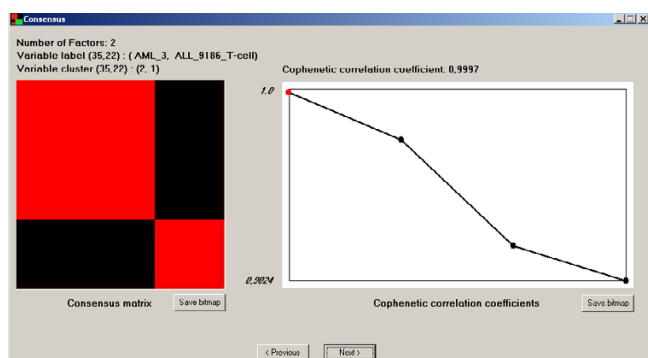 Consensus
Number of Factors: 2
Variable label (35,22) : ( AML_3, ALL_9186_T-cell)
Variable cluster (35,22) : (2, 1)
Cophenetic correlation coefficient: 0,9997
1.0
0,9824
Consensus matrix
Save bitmap
Cophenetic correlation coefficients
Save bitmap
< Previous
Next >